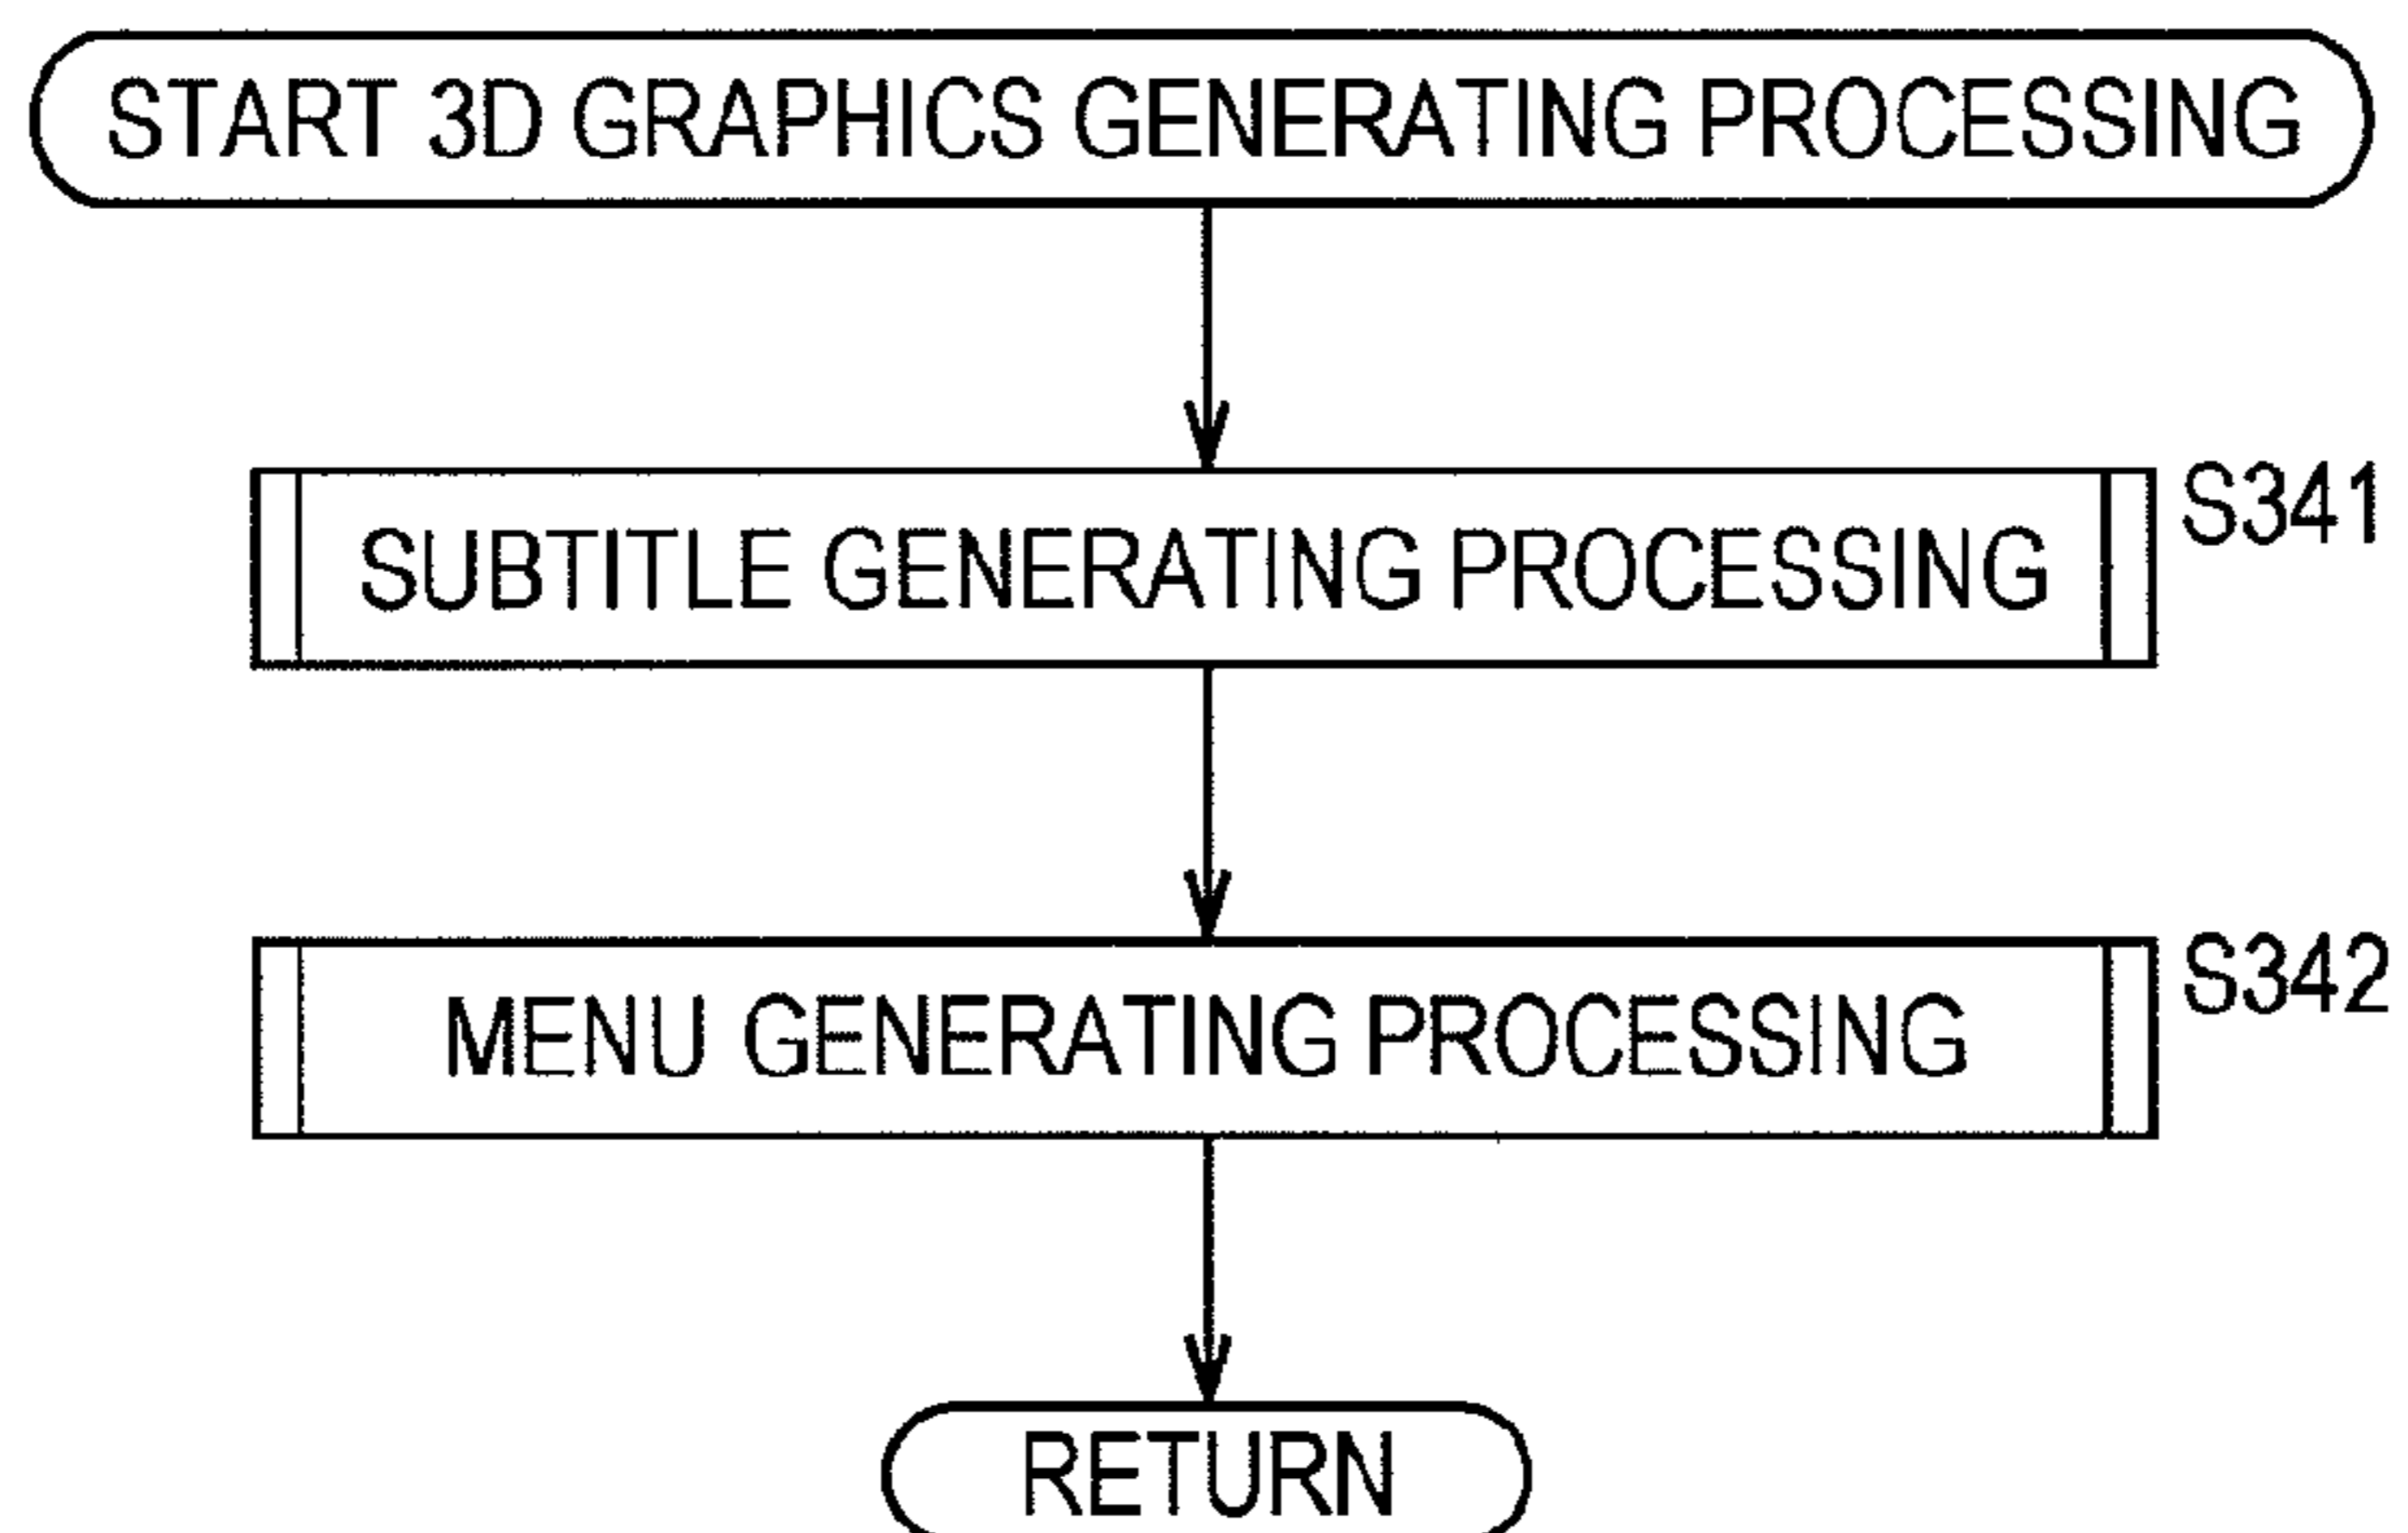 START 3D GRAPHICS GENERATING PROCESSING
S341
SUBTITLE GENERATING PROCESSING
S342
MENU GENERATING PROCESSING
RETURN